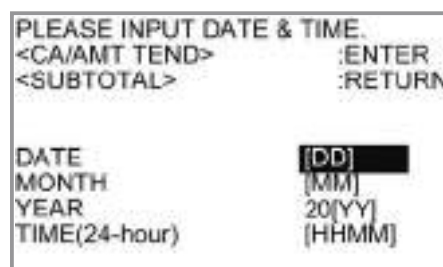 PLEASE INPUT DATE & TIME.
<CA/AMT TEND> :ENTER
<SUBTOTAL> :RETURN
DATE [DD]
MONTH [MM]
YEAR 20[YY]
TIME(24-hour) [HHMM]